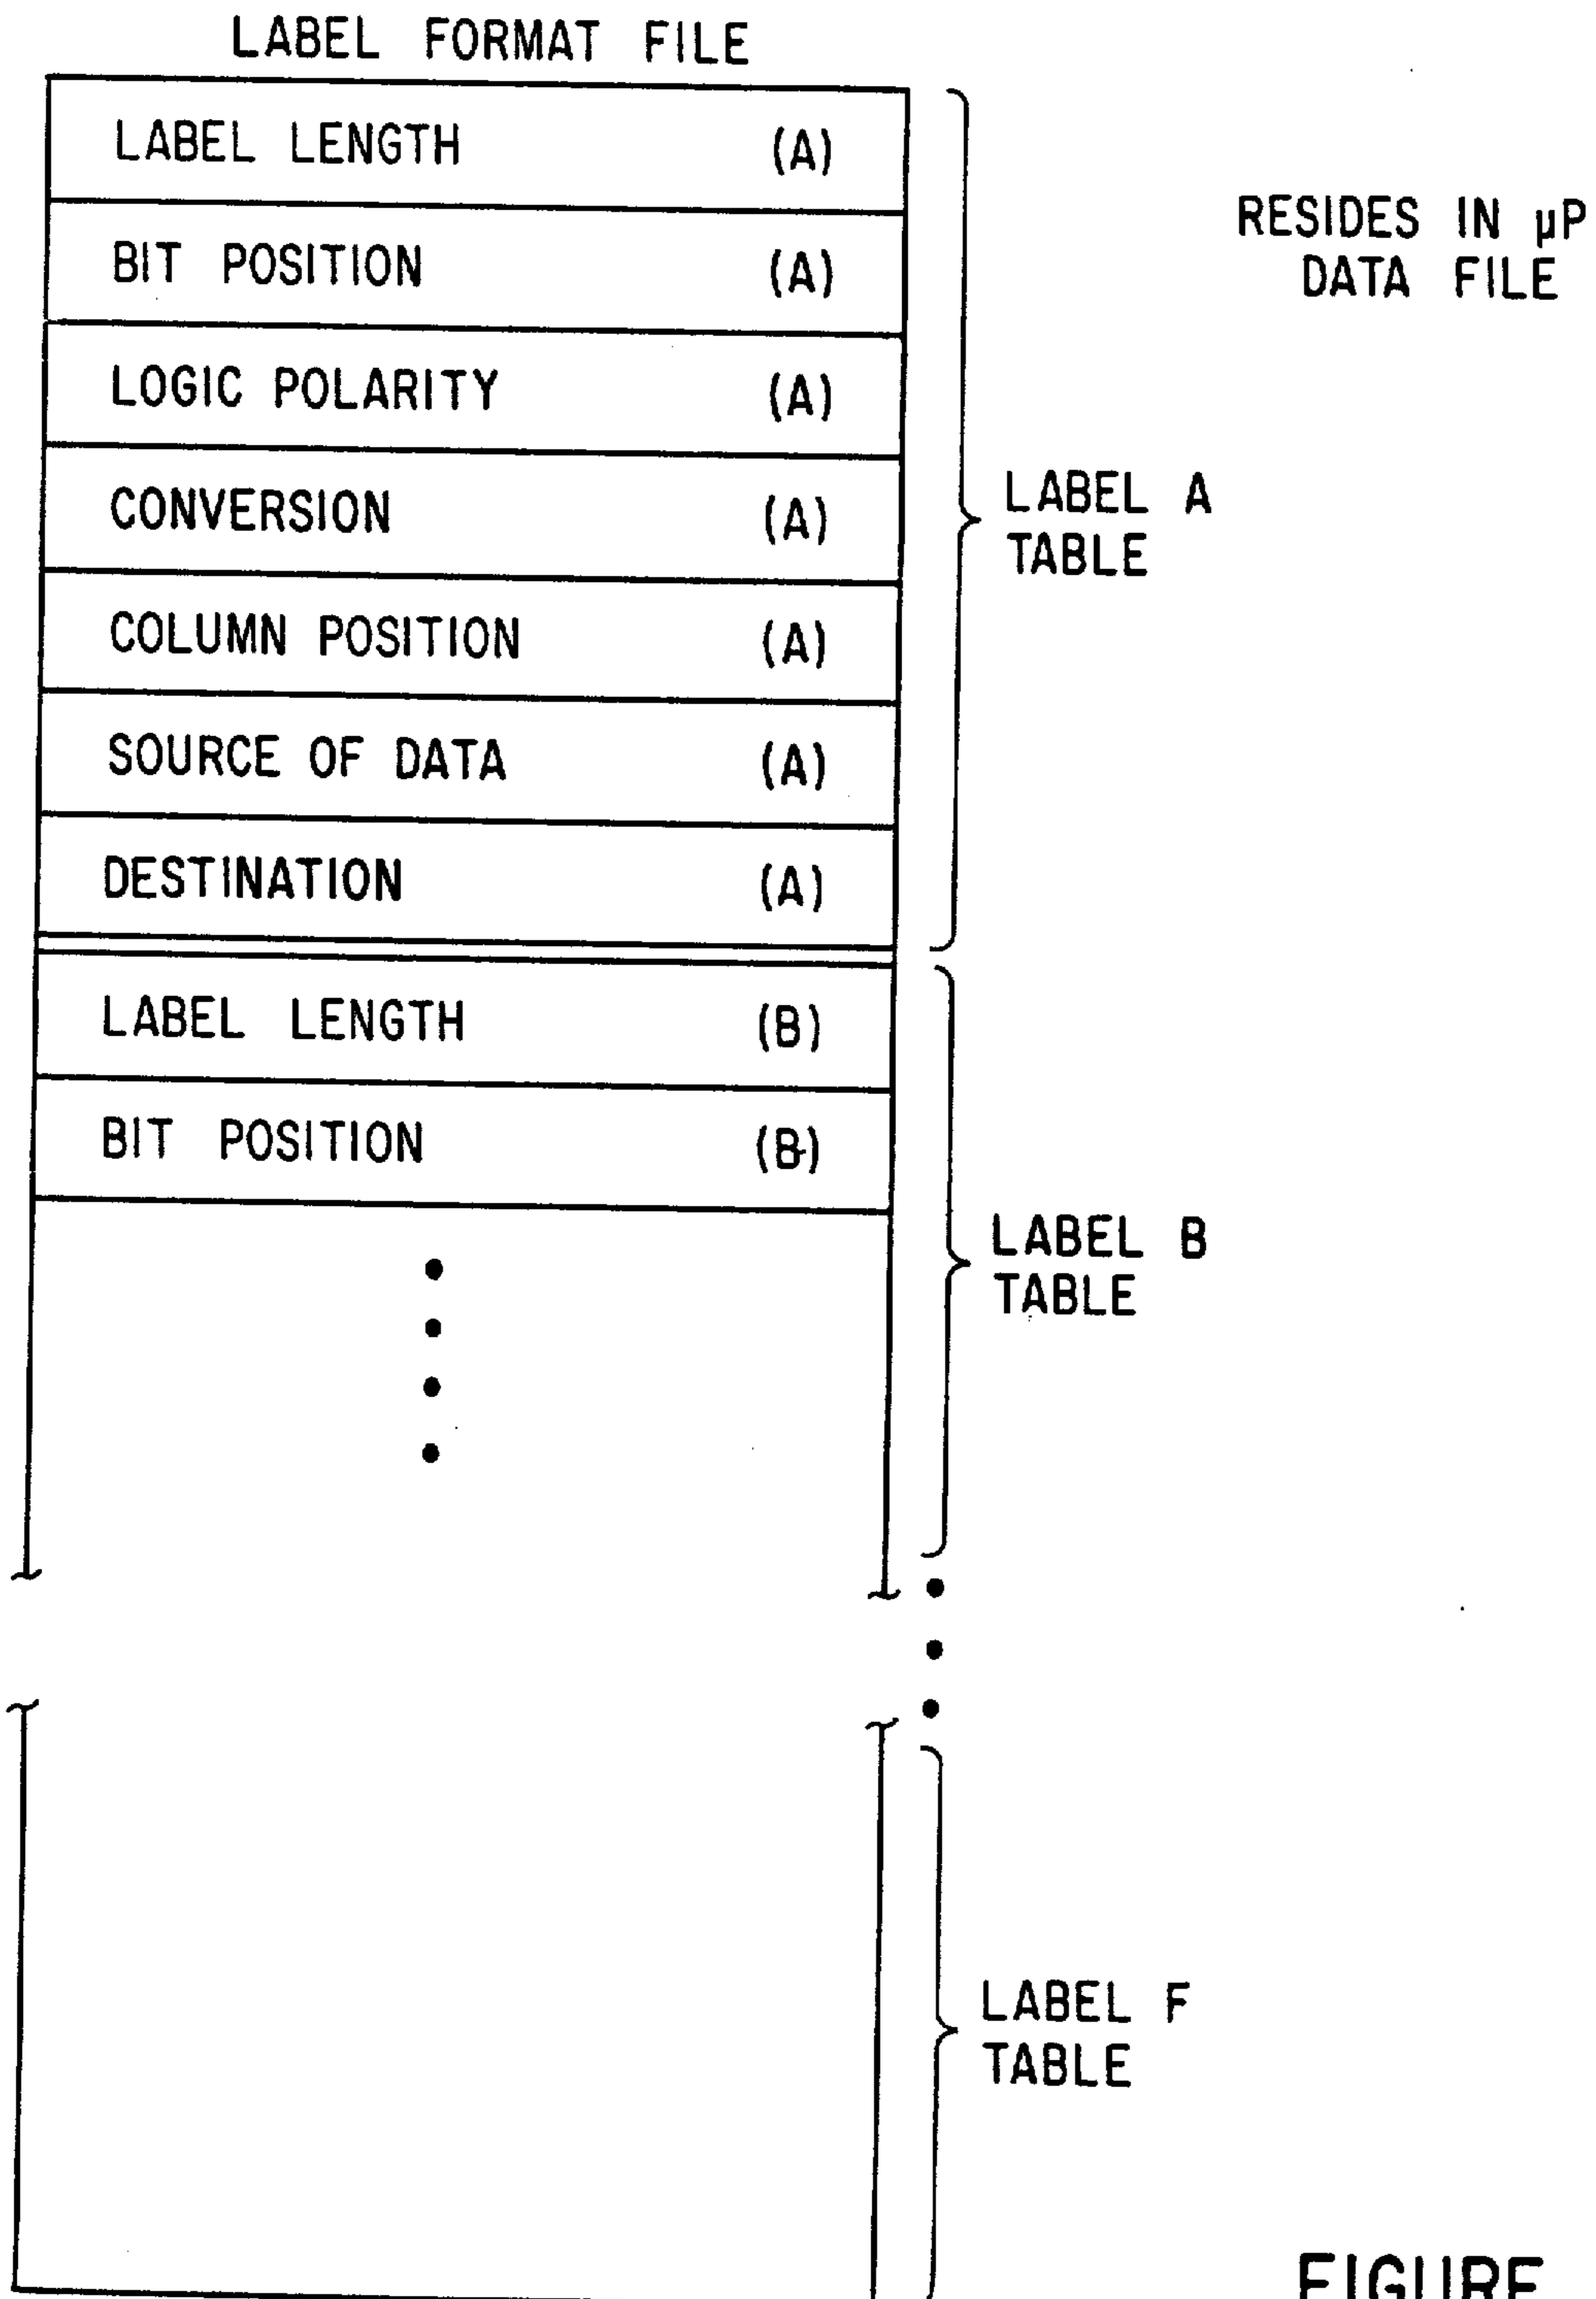 LABEL FORMAT FILE
LABEL LENGTH (A)
BIT POSITION (A)
LOGIC POLARITY (A)
CONVERSION (A)
COLUMN POSITION (A)
SOURCE OF DATA (A)
DESTINATION (A)
LABEL A
TABLE
RESIDES IN µP
DATA FILE
LABEL LENGTH (B)
BIT POSITION (B)
LABEL B
TABLE
LABEL F
TABLE
FIGURE